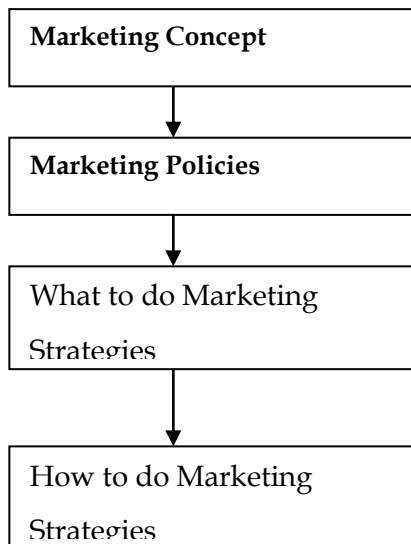 Marketing Concept
Marketing Policies
What to do Marketing
Strategies
How to do Marketing
Strategies